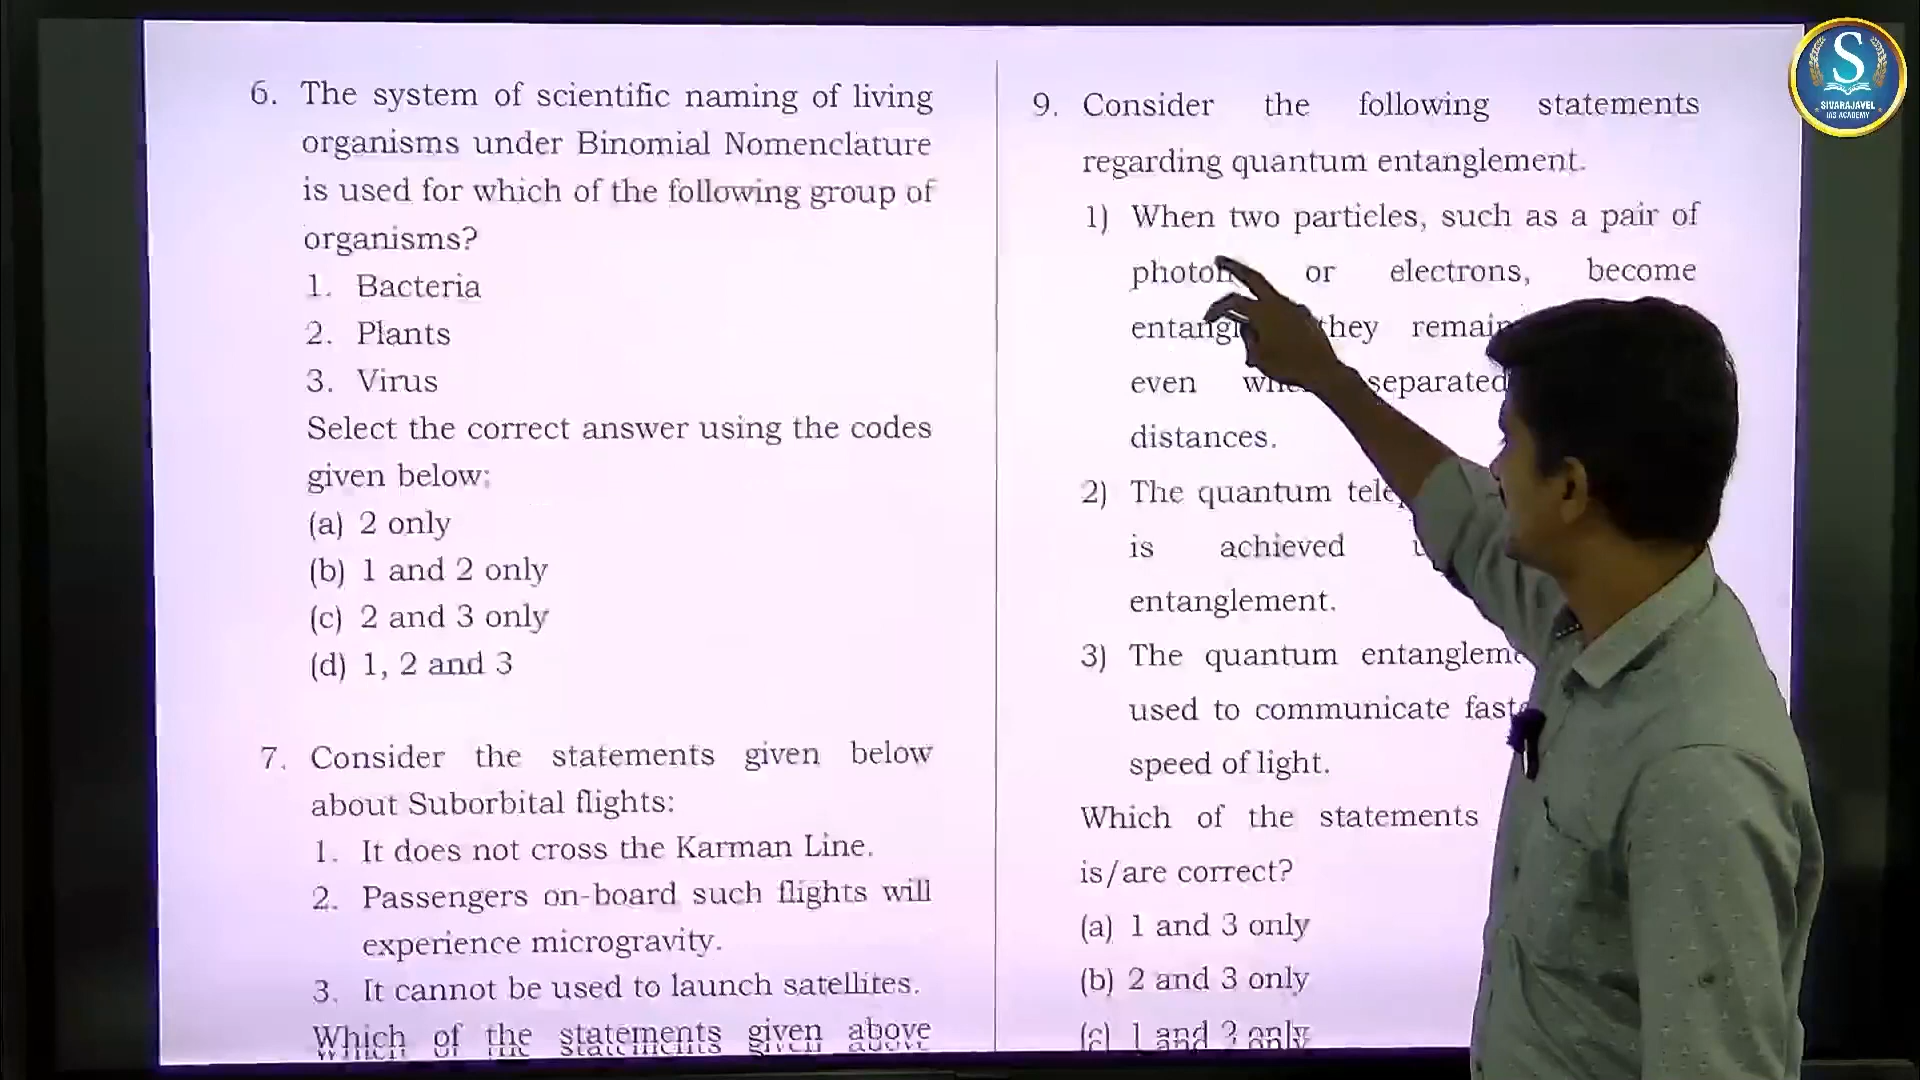 6. The system of scientific naming of living
organisms under Binomial Nomenclature
is used for which of the following group of
organisms?
1. Bacteria
2. Plants
3. Virus
Select the correct answer using the codes
given below:
(a) 2 only
(b) 1 and 2 only
(c) 2 and 3 only
(d) 1, 2 and 3
7. Consider the statements given below
about Suborbital flights:
1. It does not cross the Karman Line.
2. Passengers on-board such flights will
experience microgravity.
3. It cannot be used to launch satellites.
Which of the statements given above
9. Consider the following statements
regarding quantum entanglement.
1) When two particles, such as a pair of
or electrons, become
they remain
even separated
distances.
2) The quantum
is achieved
entanglement.
3) The quantum
used to communicate
speed of light.
Which of the statements
is/are correct?
(a) 1 and 3 only
(b) 2 and 3 only
(c) 1 and 2 only
S
SIVARAJAVEL
IAS ACADEMY